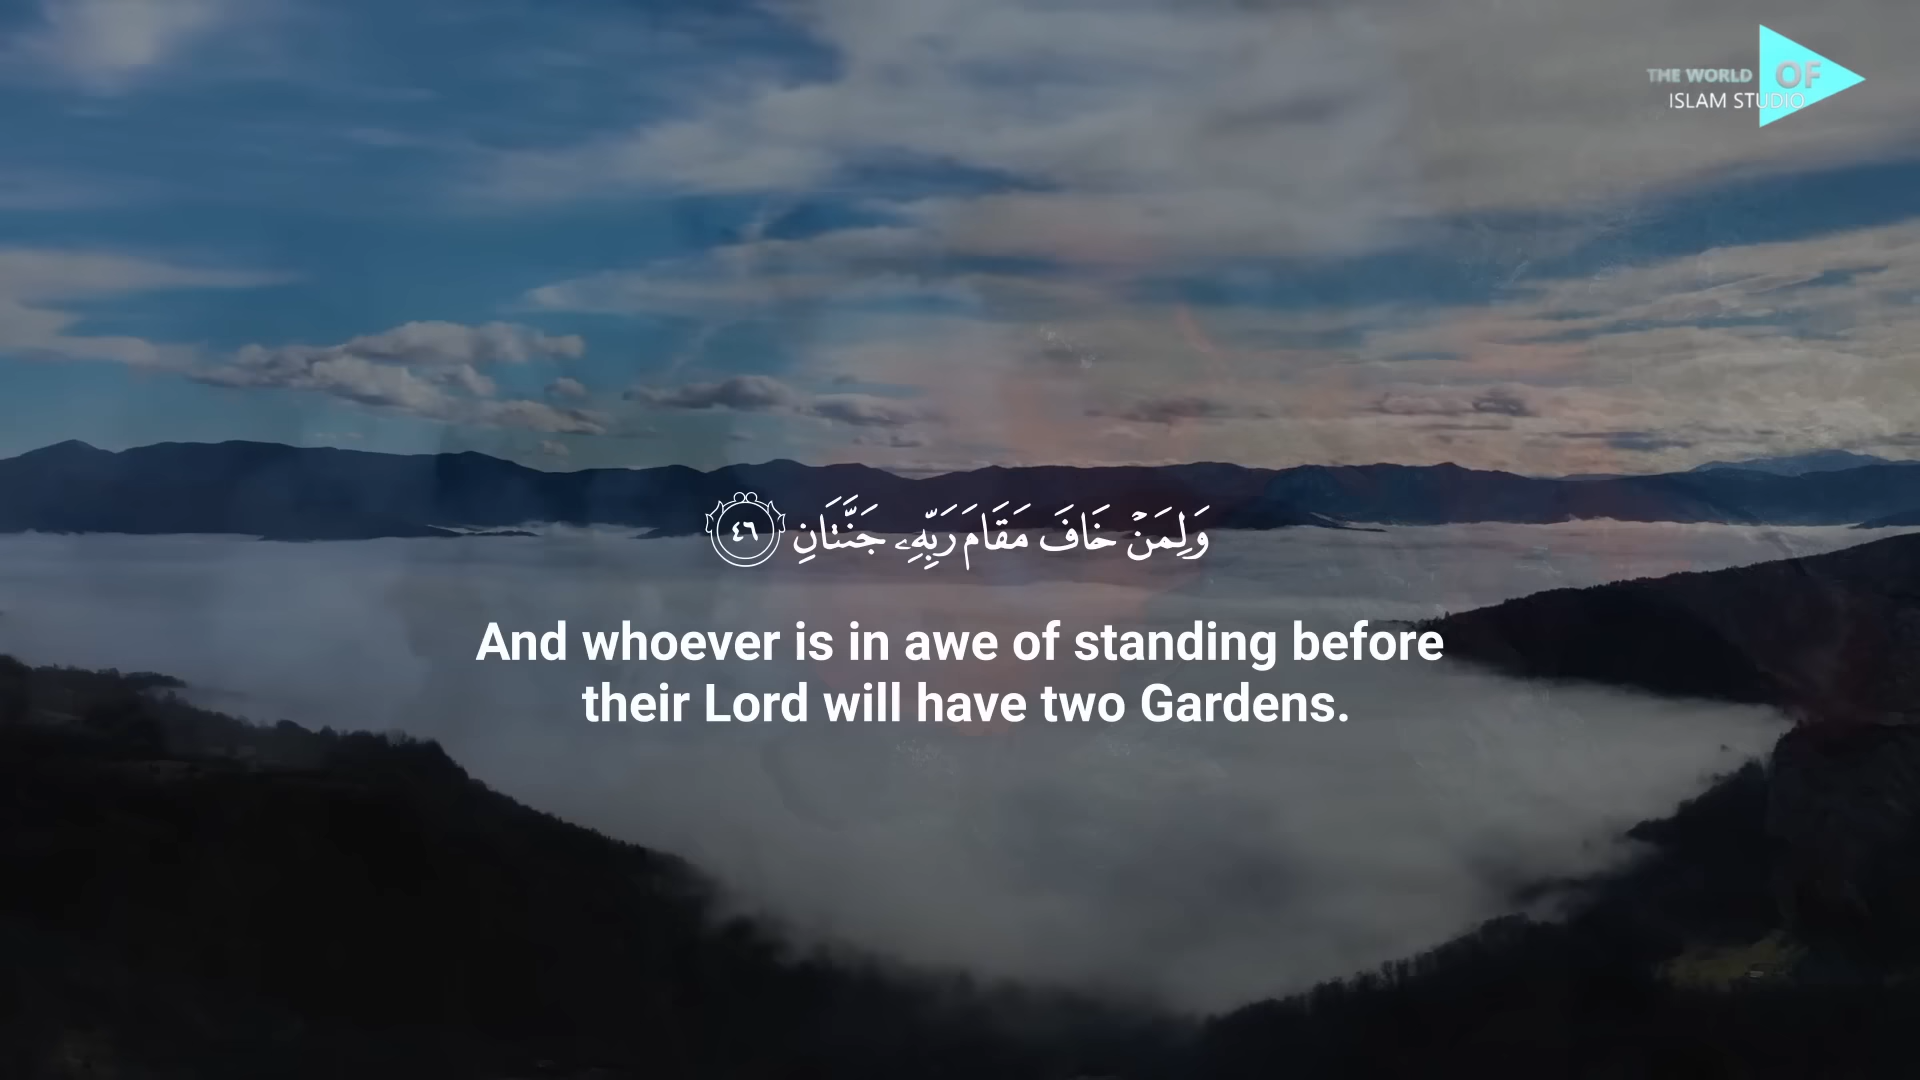 THE WORLD OF
ISLAM STUDIO
وَلِمَنْ خَافَ مَقَامَ رَبِّهِۦ جَنَّتَانِ ٤٦
And whoever is in awe of standing before
their Lord will have two Gardens.